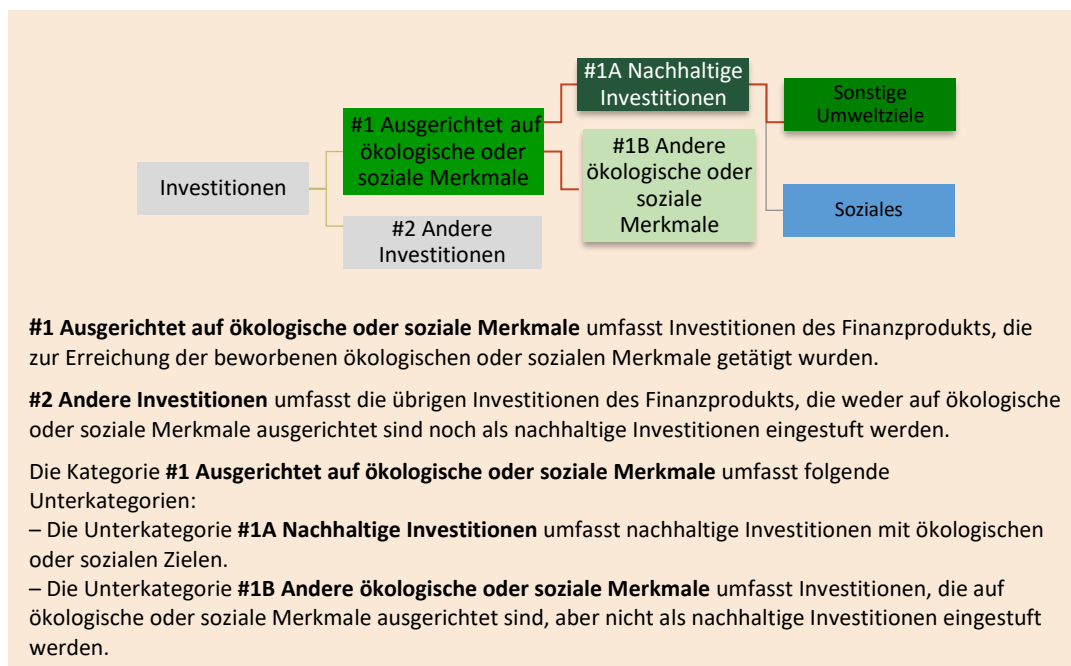 #1A Nachhaltige
Investitionen
Sonstige
Umweltziele
#1 Ausgerichtet auf
ökologische oder
soziale Merkmale
#1B Andere
ökologische oder
soziale
Merkmale
Investitionen
Soziales
#2 Andere
Investitionen
#1 Ausgerichtet auf ökologische oder soziale Merkmale umfasst Investitionen des Finanzprodukts, die
zur Erreichung der beworbenen ökologischen oder sozialen Merkmale getätigt wurden.
#2 Andere Investitionen umfasst die übrigen Investitionen des Finanzprodukts, die weder auf ökologische
oder soziale Merkmale ausgerichtet sind noch als nachhaltige Investitionen eingestuft werden.
Die Kategorie #1 Ausgerichtet auf ökologische oder soziale Merkmale umfasst folgende
Unterkategorien:
– Die Unterkategorie #1A Nachhaltige Investitionen umfasst nachhaltige Investitionen mit ökologischen
oder sozialen Zielen.
– Die Unterkategorie #1B Andere ökologische oder soziale Merkmale umfasst Investitionen, die auf
ökologische oder soziale Merkmale ausgerichtet sind, aber nicht als nachhaltige Investitionen eingestuft
werden.